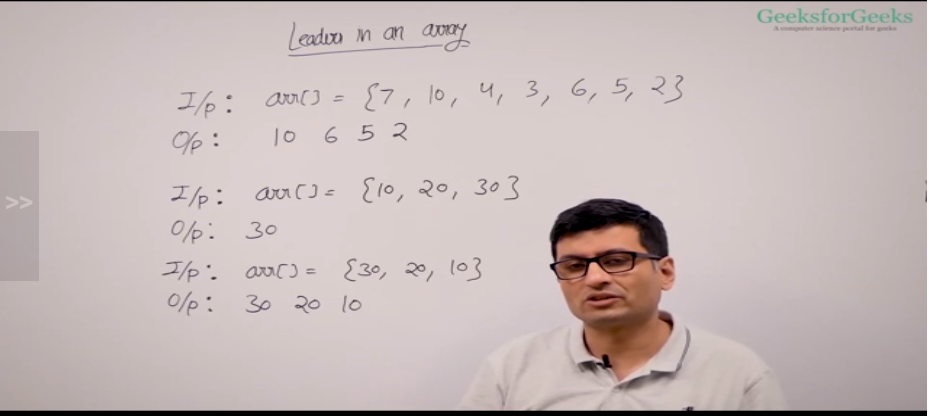 GeeksforGeeks
A computer science portal for geeks
Leaders in an array
I/p : arr[] = {7, 10, 4, 3, 6, 5, 2}
O/p : 10 6 5 2
I/p : arr[] = {10, 20, 30}
O/p : 30
I/p : arr[] = {30, 20, 10}
O/p : 30 20 10
>>